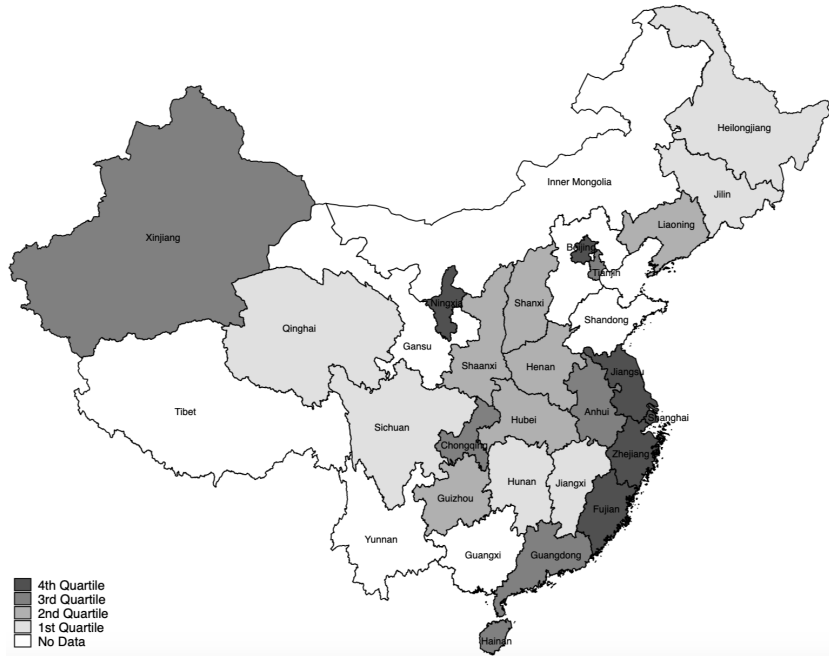 Heilongjiang
Inner Mongolia
Jilin
Liaoning
Xinjiang
Beijing
Tianjin
Ningxia
Shanxi
Shandong
Qinghai
Gansu
Shaanxi
Henan
Jiangsu
Tibet
Anhui
Shanghai
Hubei
Sichuan
Chongqing
Zhejiang
Hunan
Jiangxi
Guizhou
Fujian
Yunnan
Guangxi
Guangdong
Hainan
4th Quartile
3rd Quartile
2nd Quartile
1st Quartile
No Data